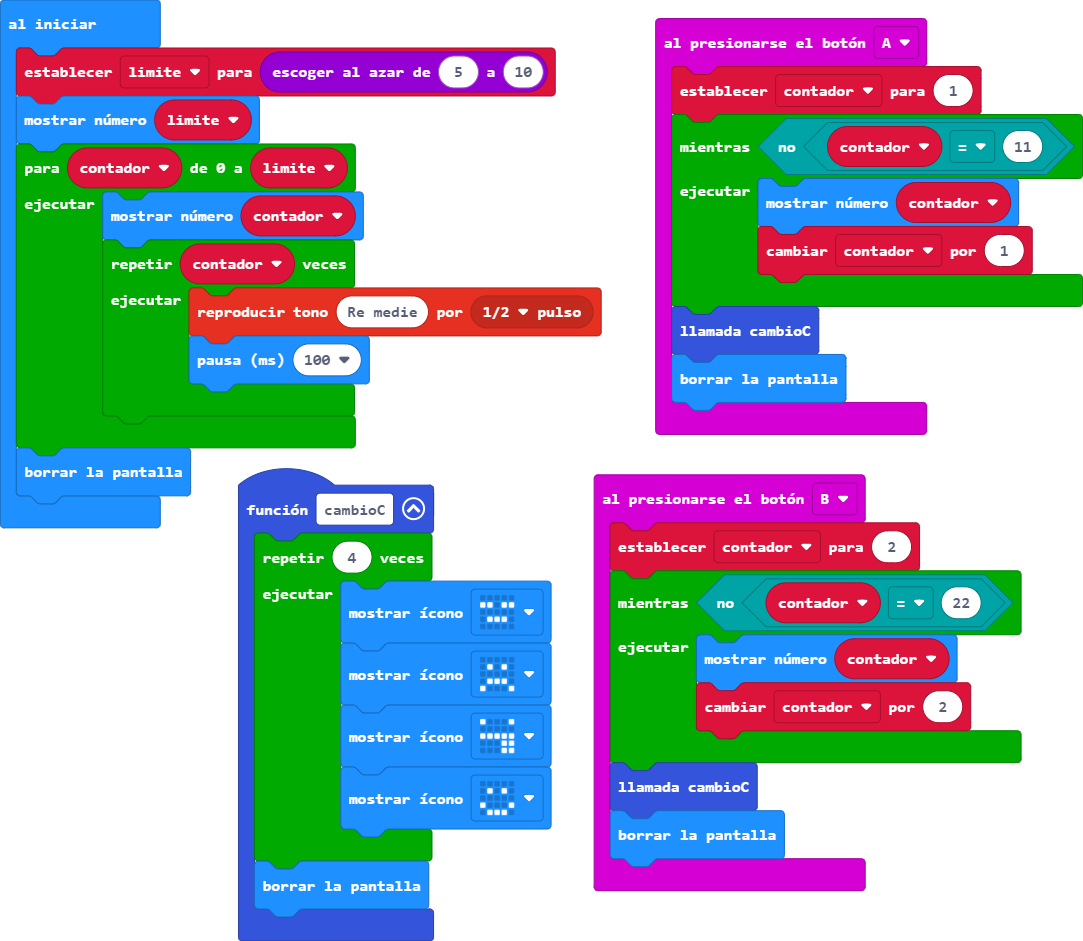 al iniciar
establecer limite para escoger al azar de 5 a 10
mostrar número limite
para contador de 0 a limite
ejecutar
mostrar número contador
repetir contador veces
ejecutar
reproducir tono Re medie por 1/2 pulso
pausa (ms) 100
borrar la pantalla
al presionarse el botón A
establecer contador para 1
mientras no contador = 11
ejecutar
mostrar número contador
cambiar contador por 1
llamada cambioC
borrar la pantalla
función cambioC
repetir 4 veces
ejecutar
mostrar ícono
mostrar ícono
mostrar ícono
mostrar ícono
borrar la pantalla
al presionarse el botón B
establecer contador para 2
mientras no contador = 22
ejecutar
mostrar número contador
cambiar contador por 2
llamada cambioC
borrar la pantalla